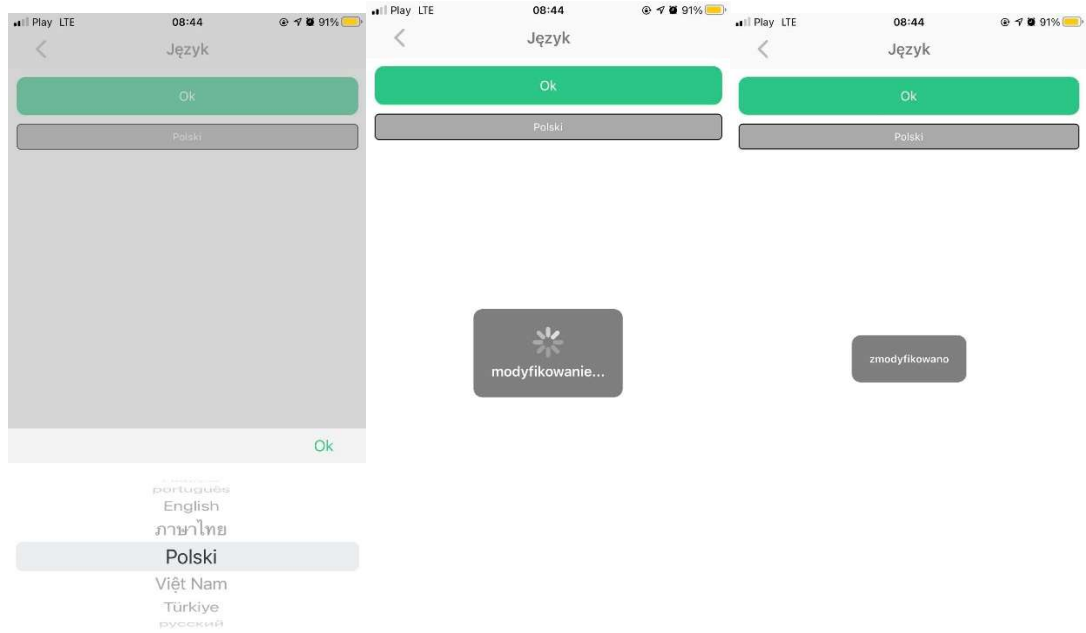 Play LTE 08:44 91%
Język
Ok
Polski
Ok
português
English
ภาษาไทย
Polski
Việt Nam
Türkiye
русский
Play LTE 08:44 91%
Język
Ok
Polski
modyfikowanie...
Play LTE 08:44 91%
Język
Ok
Polski
zmodyfikowano